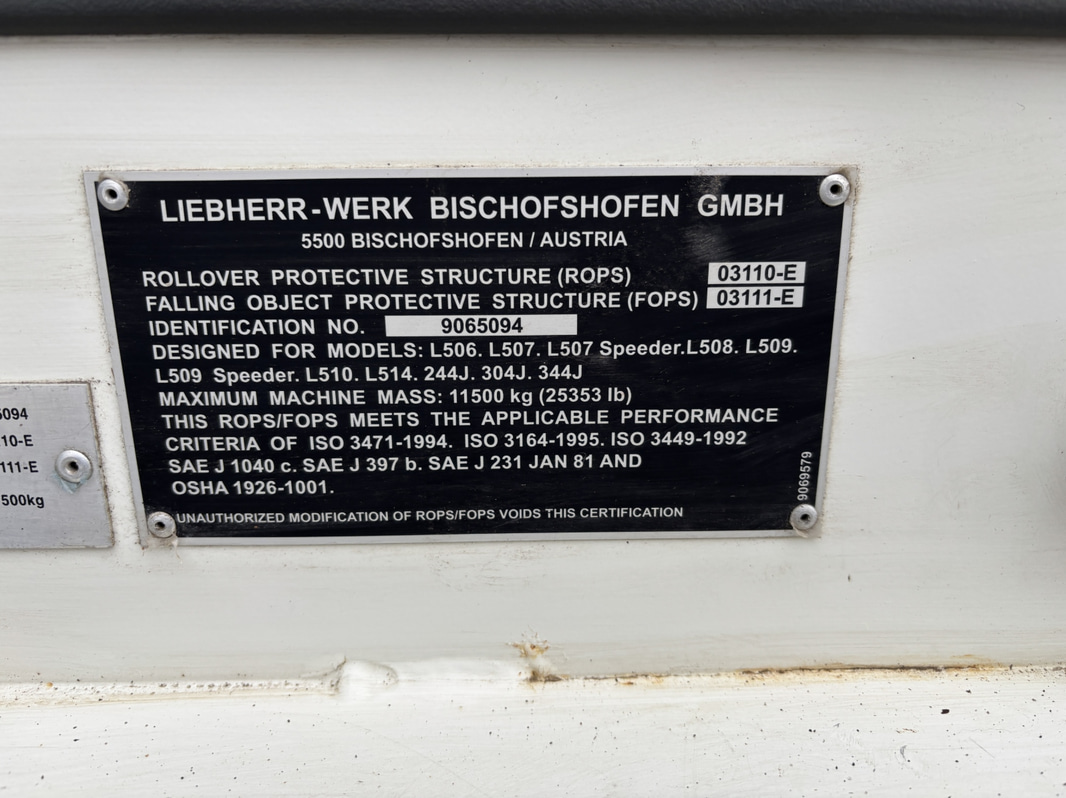 LIEBHERR-WERK BISCHOFSHOFEN GMBH
5500 BISCHOFSHOFEN / AUSTRIA
ROLLOVER PROTECTIVE STRUCTURE (ROPS) 03110-E
FALLING OBJECT PROTECTIVE STRUCTURE (FOPS) 03111-E
IDENTIFICATION NO. 9065094
DESIGNED FOR MODELS: L506. L507. L507 Speeder.L508. L509.
L509 Speeder. L510. L514. 244J. 304J. 344J
MAXIMUM MACHINE MASS: 11500 kg (25353 lb)
THIS ROPS/FOPS MEETS THE APPLICABLE PERFORMANCE
CRITERIA OF ISO 3471-1994. ISO 3164-1995. ISO 3449-1992
SAE J 1040 c. SAE J 397 b. SAE J 231 JAN 81 AND
OSHA 1926-1001.
UNAUTHORIZED MODIFICATION OF ROPS/FOPS VOIDS THIS CERTIFICATION
9069579
5094
10-E
111-E
500kg